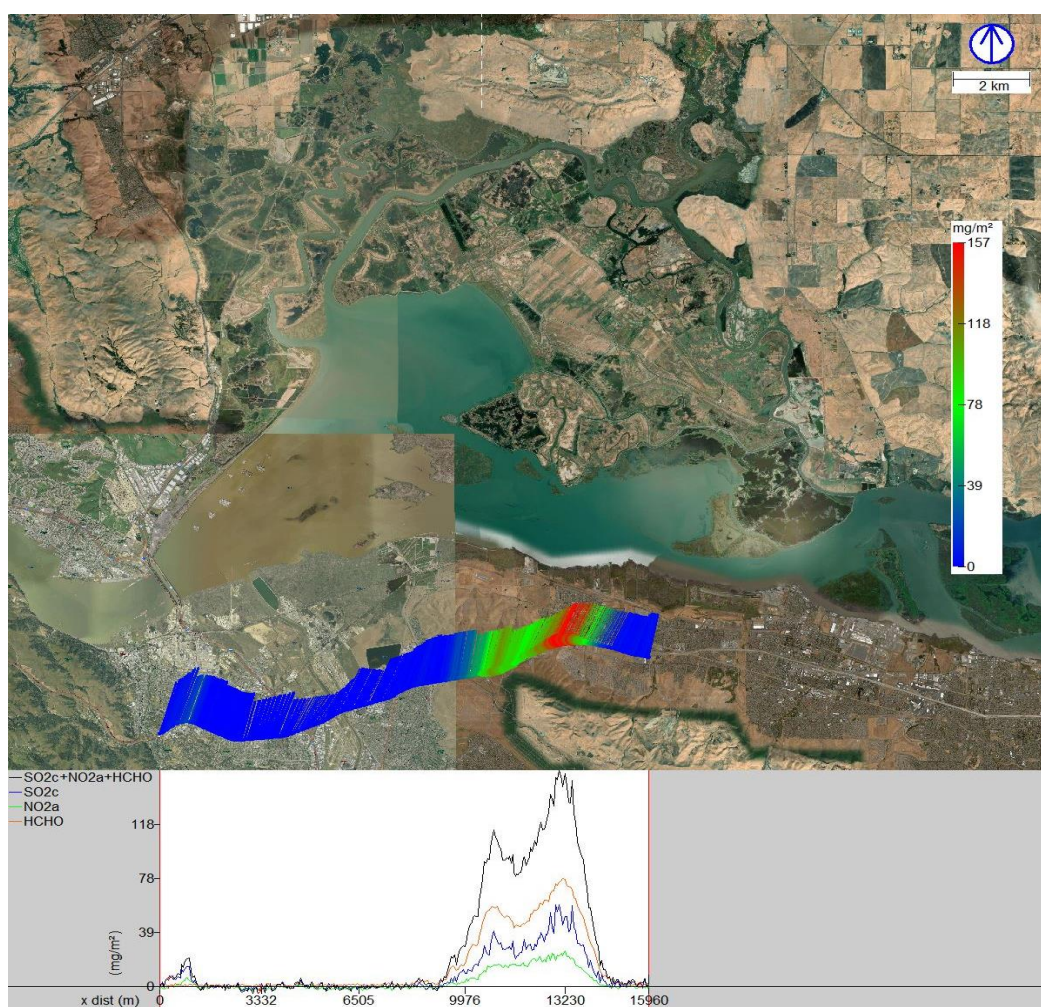 2 km
mg/m²
157
118
78
39
0
SO2c+NO2a+HCHO
SO2c
NO2a
HCHO
118
78
39
0
(mg/m²)
x dist (m)
0 3332 6505 9776 13230 15960